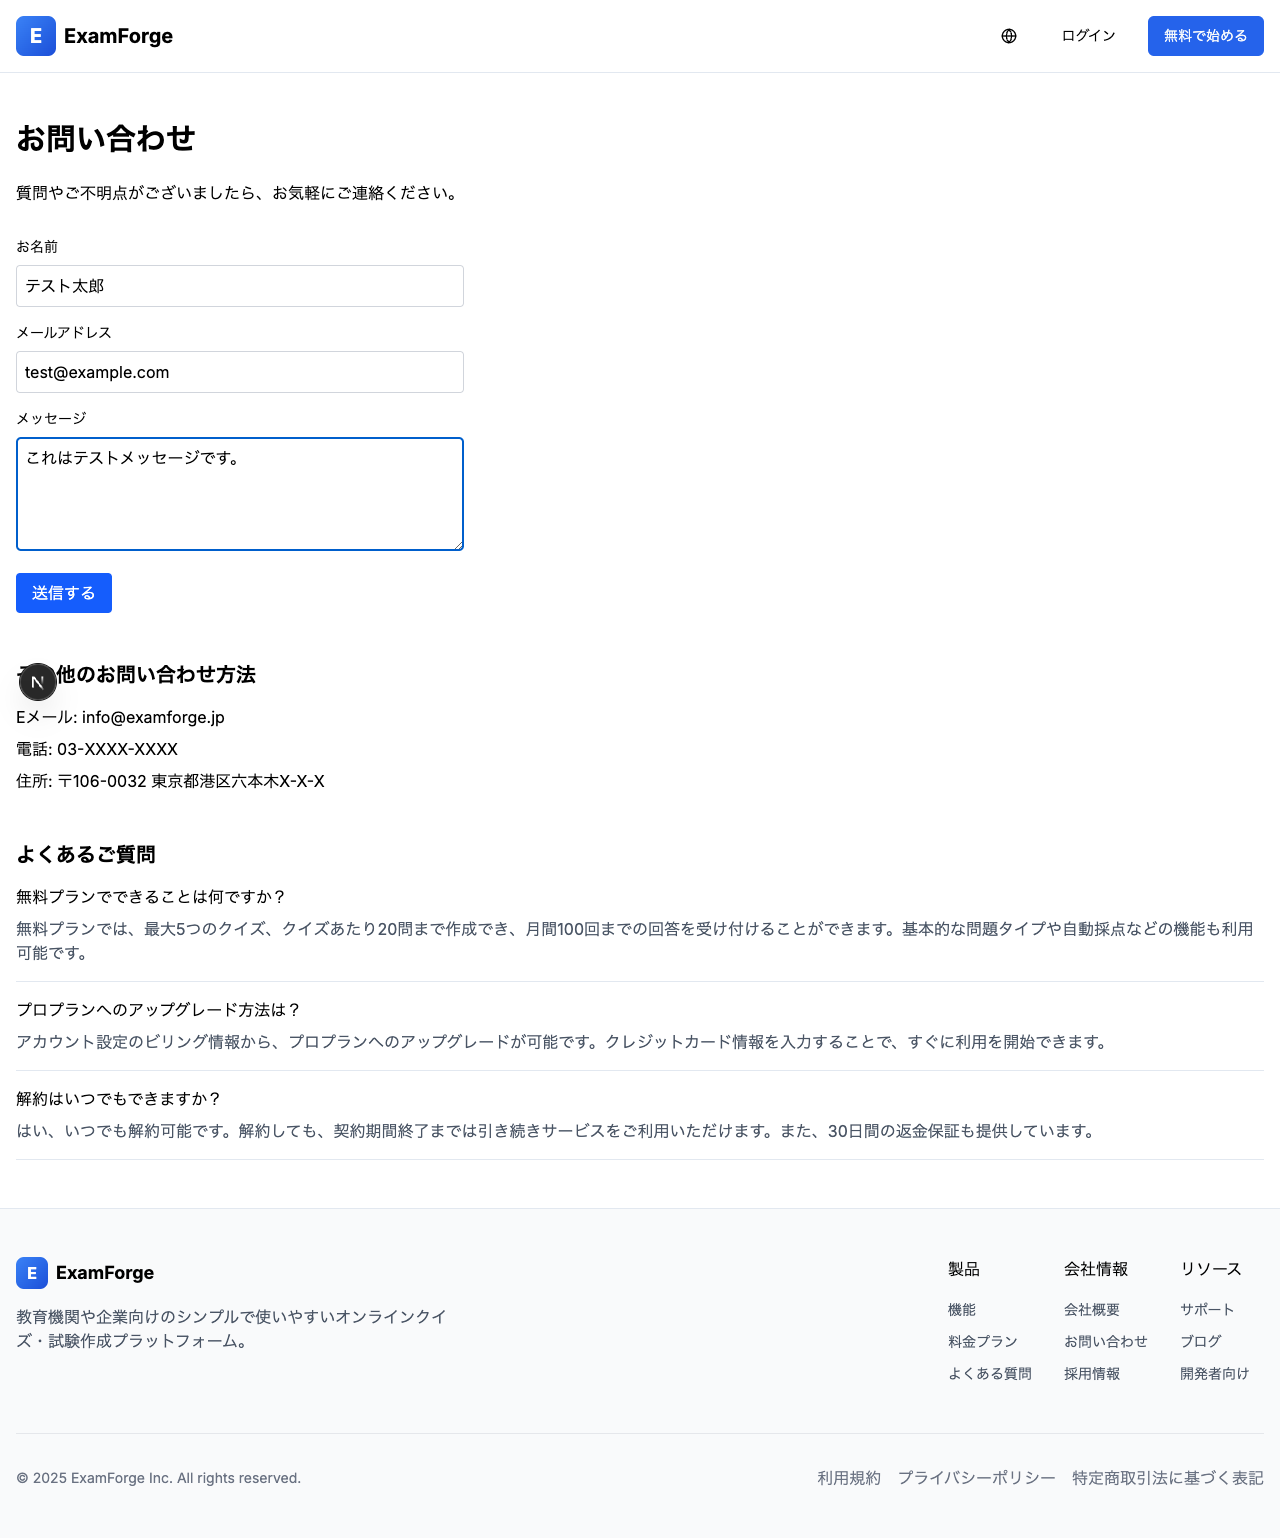 E ExamForge
ログイン
無料で始める
お問い合わせ
質問やご不明点がございましたら、お気軽にご連絡ください。
お名前
テスト太郎
メールアドレス
test@example.com
メッセージ
これはテストメッセージです。
送信する
他のお問い合わせ方法
N
Eメール: info@examforge.jp
電話: 03-XXXX-XXXX
住所: 〒106-0032 東京都港区六本木X-X-X
よくあるご質問
無料プランでできることは何ですか？
無料プランでは、最大5つのクイズ、クイズあたり20問まで作成でき、月間100回までの回答を受け付けることができます。基本的な問題タイプや自動採点などの機能も利用
可能です。
プロプランへのアップグレード方法は？
アカウント設定のビリング情報から、プロプランへのアップグレードが可能です。クレジットカード情報を入力することで、すぐに利用を開始できます。
解約はいつでもできますか？
はい、いつでも解約可能です。解約しても、契約期間終了までは引き続きサービスをご利用いただけます。また、30日間の返金保証も提供しています。
E ExamForge
教育機関や企業向けのシンプルで使いやすいオンラインクイ
ズ・試験作成プラットフォーム。
製品
機能
料金プラン
よくある質問
会社情報
会社概要
お問い合わせ
採用情報
リソース
サポート
ブログ
開発者向け
© 2025 ExamForge Inc. All rights reserved.
利用規約 プライバシーポリシー 特定商取引法に基づく表記